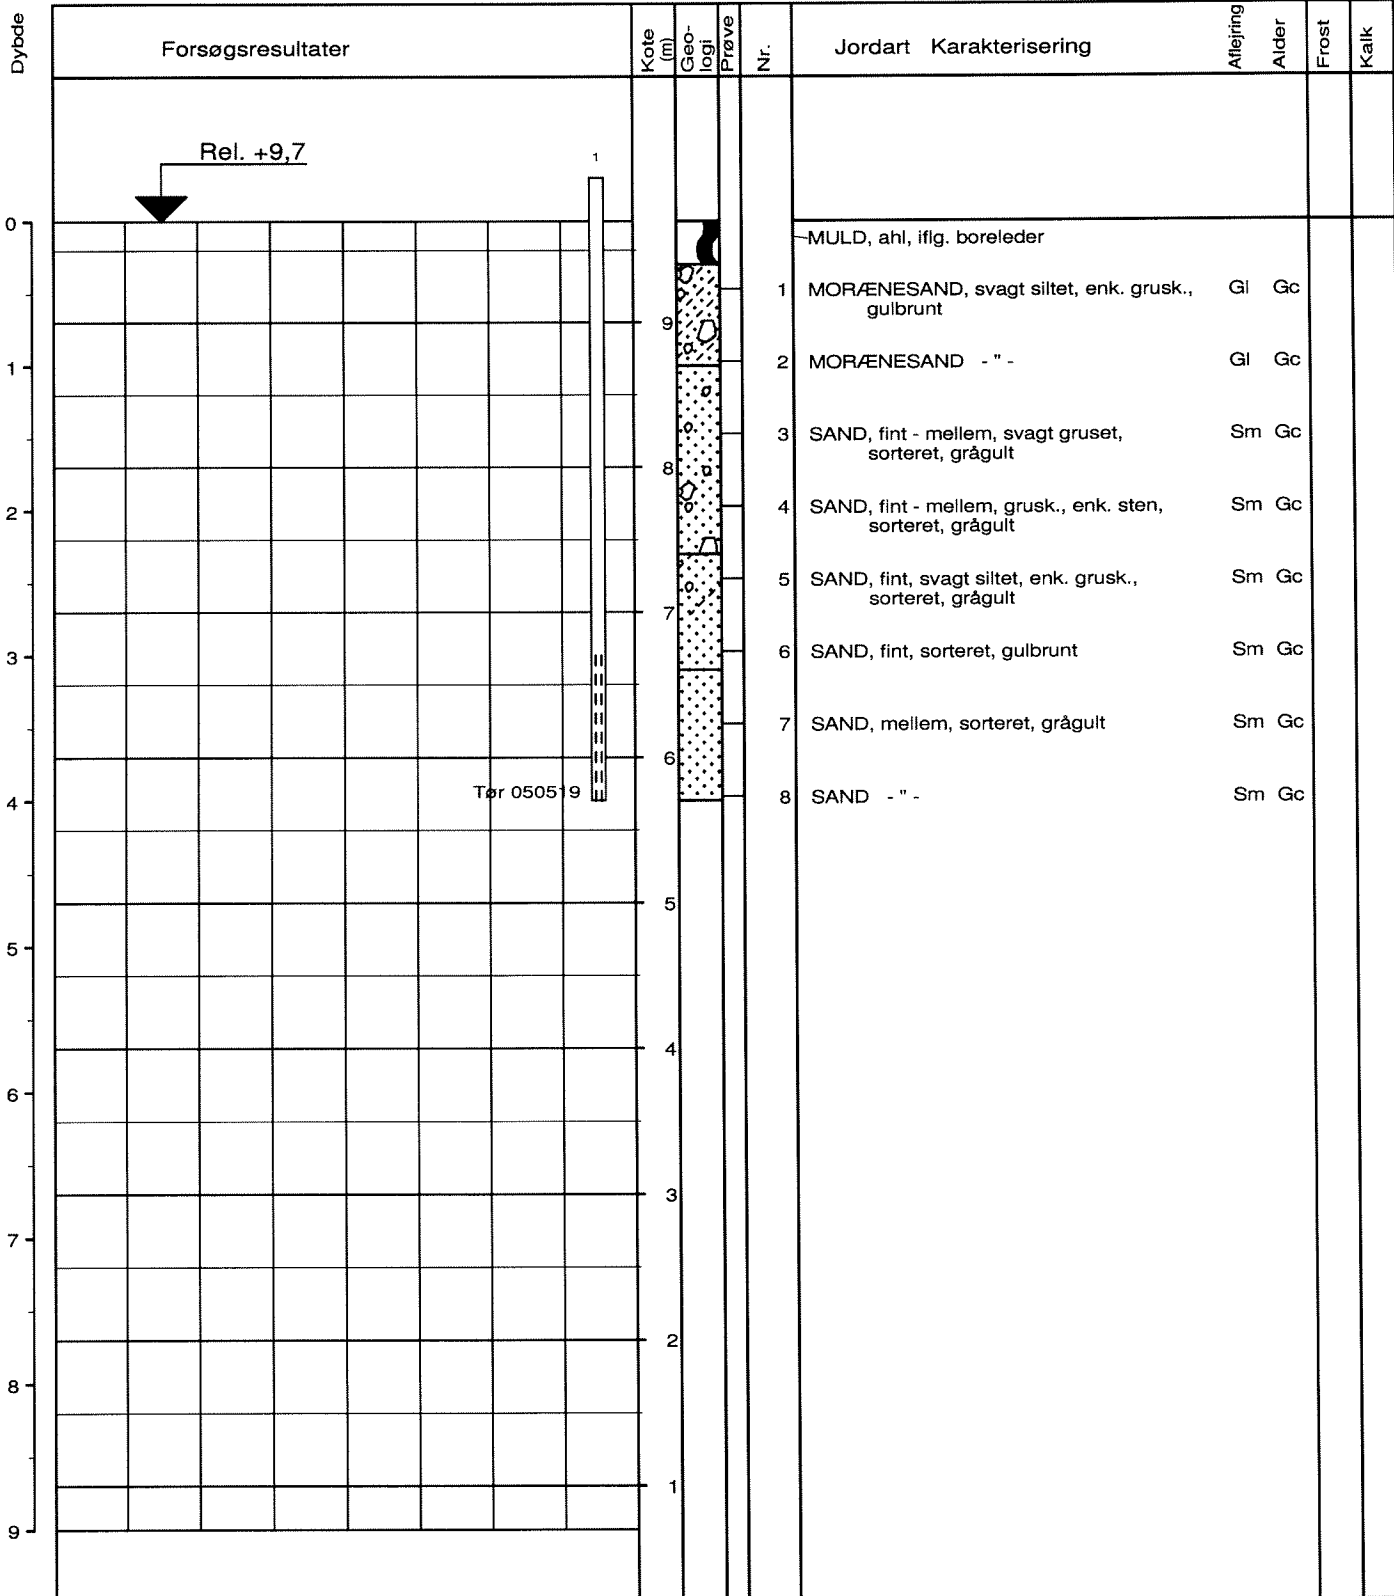 Dybde
Forsøgsresultater
Kote (m)
Geo-
logi
Prøve
Nr.
Jordart Karakterisering
Aflejring
Alder
Frost
Kalk
Rel. +9,7
1
0
MULD, ahl, iflg. boreleder
1 MORÆNESAND, svagt siltet, enk. grusk., Gl Gc
gulbrunt
9
1
2 MORÆNESAND - " - Gl Gc
3 SAND, fint - mellem, svagt gruset, Sm Gc
sorteret, grågult
8
2
4 SAND, fint - mellem, grusk., enk. sten, Sm Gc
sorteret, grågult
5 SAND, fint, svagt siltet, enk. grusk., Sm Gc
sorteret, grågult
7
3
6 SAND, fint, sorteret, gulbrunt Sm Gc
7 SAND, mellem, sorteret, grågult Sm Gc
6
4
Tør 050519
8 SAND - " - Sm Gc
5
5
4
6
3
7
2
8
1
9